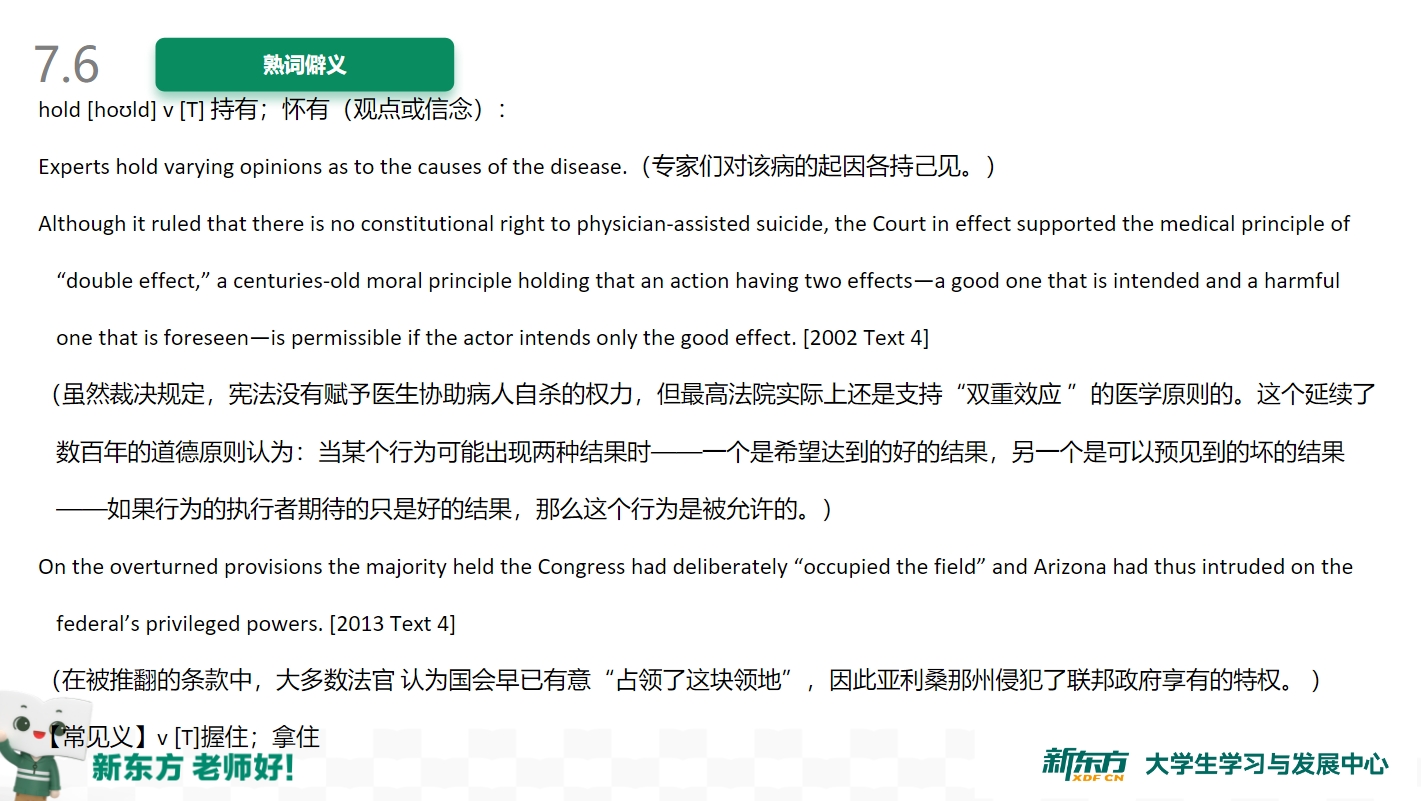 7.6
熟词僻义
hold [hoʊld] v [T] 持有；怀有（观点或信念）：
Experts hold varying opinions as to the causes of the disease.（专家们对该病的起因各持己见。）
Although it ruled that there is no constitutional right to physician-assisted suicide, the Court in effect supported the medical principle of
“double effect,” a centuries-old moral principle holding that an action having two effects—a good one that is intended and a harmful
one that is foreseen—is permissible if the actor intends only the good effect. [2002 Text 4]
（虽然裁决规定，宪法没有赋予医生协助病人自杀的权力，但最高法院实际上还是支持“双重效应 ”的医学原则的。这个延续了
数百年的道德原则认为：当某个行为可能出现两种结果时——一个是希望达到的好的结果，另一个是可以预见到的坏的结果
——如果行为的执行者期待的只是好的结果，那么这个行为是被允许的。）
On the overturned provisions the majority held the Congress had deliberately “occupied the field” and Arizona had thus intruded on the
federal’s privileged powers. [2013 Text 4]
（在被推翻的条款中，大多数法官 认为国会早已有意“占领了这块领地”，因此亚利桑那州侵犯了联邦政府享有的特权。 ）
【常见义】v [T]握住；拿住
新东方 老师好！
新东方 XDF.CN 大学生学习与发展中心